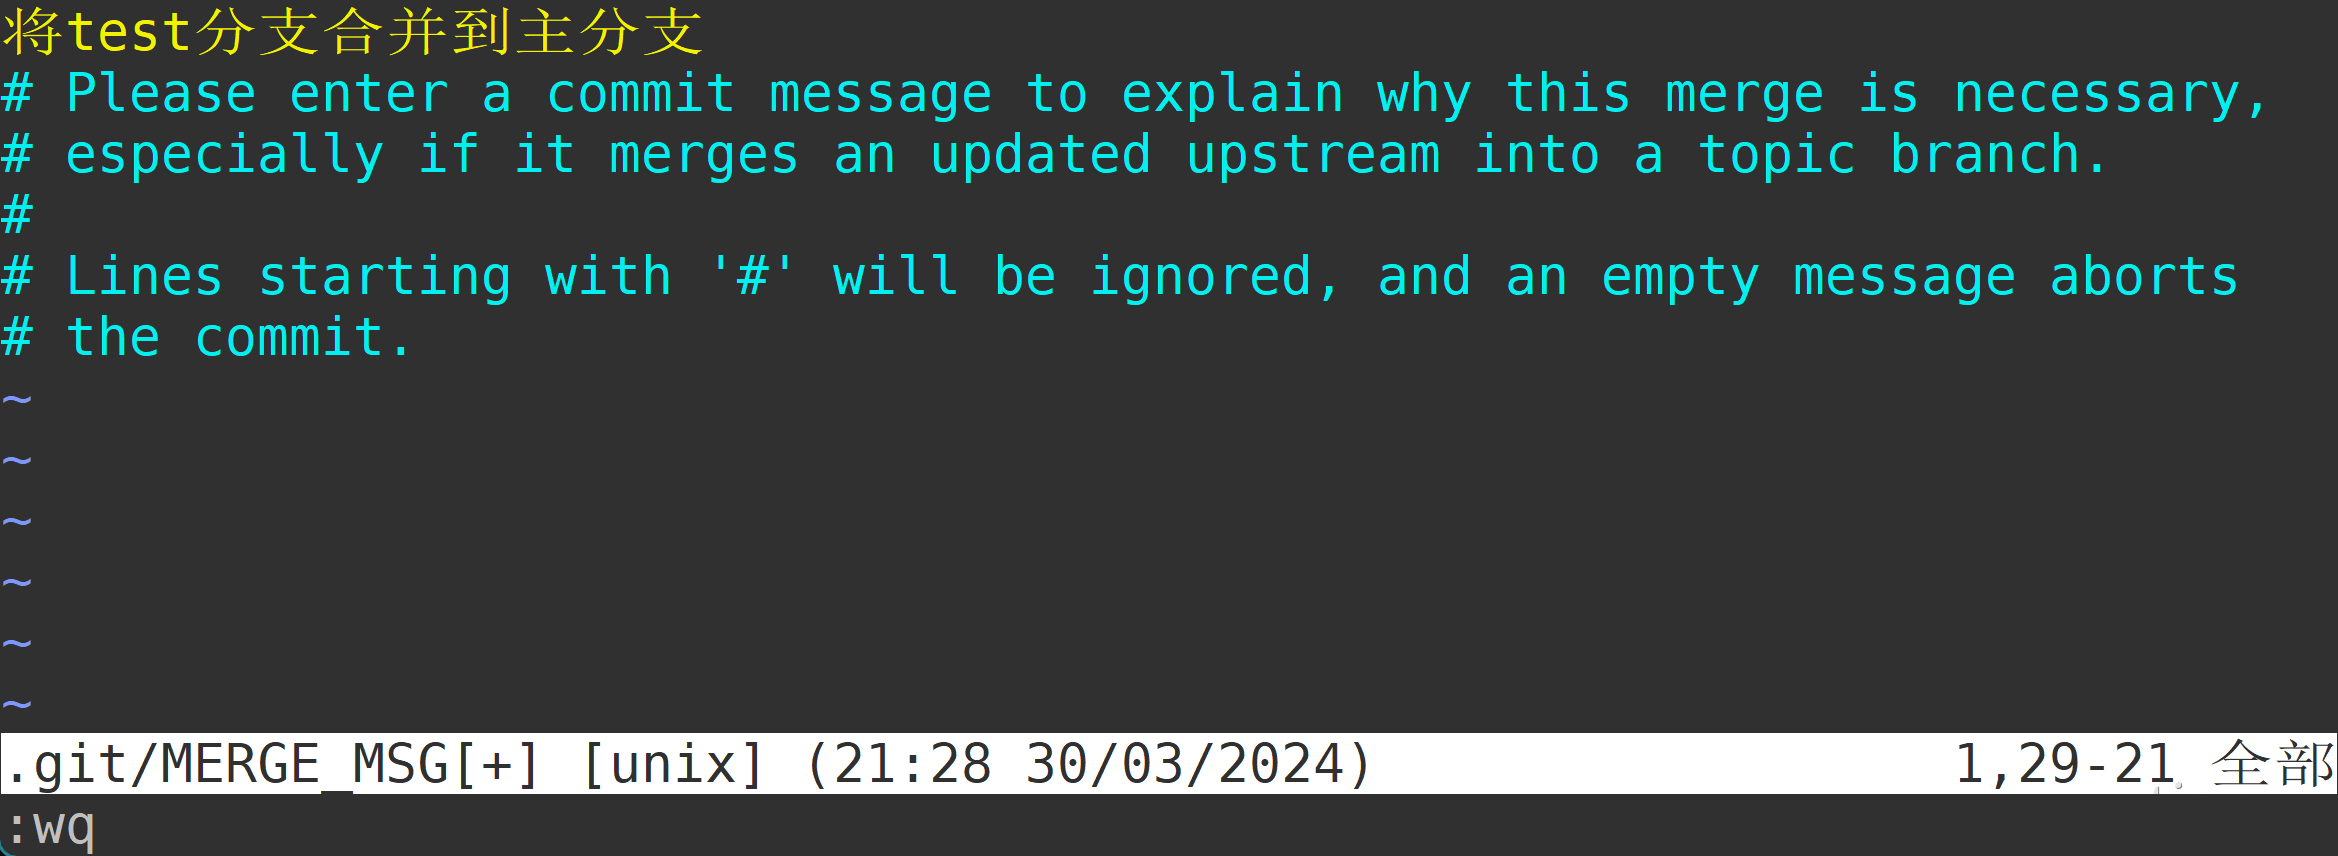 将test分支合并到主分支
# Please enter a commit message to explain why this merge is necessary,
# especially if it merges an updated upstream into a topic branch.
#
# Lines starting with '#' will be ignored, and an empty message aborts
# the commit.
~
~
~
~
~
~
.git/MERGE_MSG[+] [unix] (21:28 30/03/2024) 1,29-21 全部
:wq